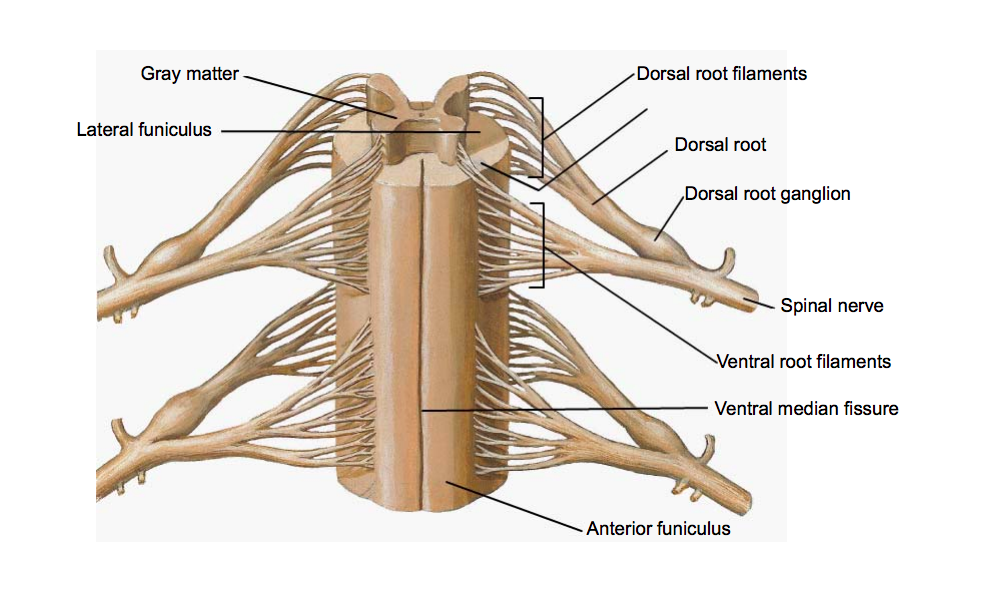 Gray matter
Dorsal root filaments
Lateral funiculus
Dorsal root
Dorsal root ganglion
Spinal nerve
Ventral root filaments
Ventral median fissure
Anterior funiculus